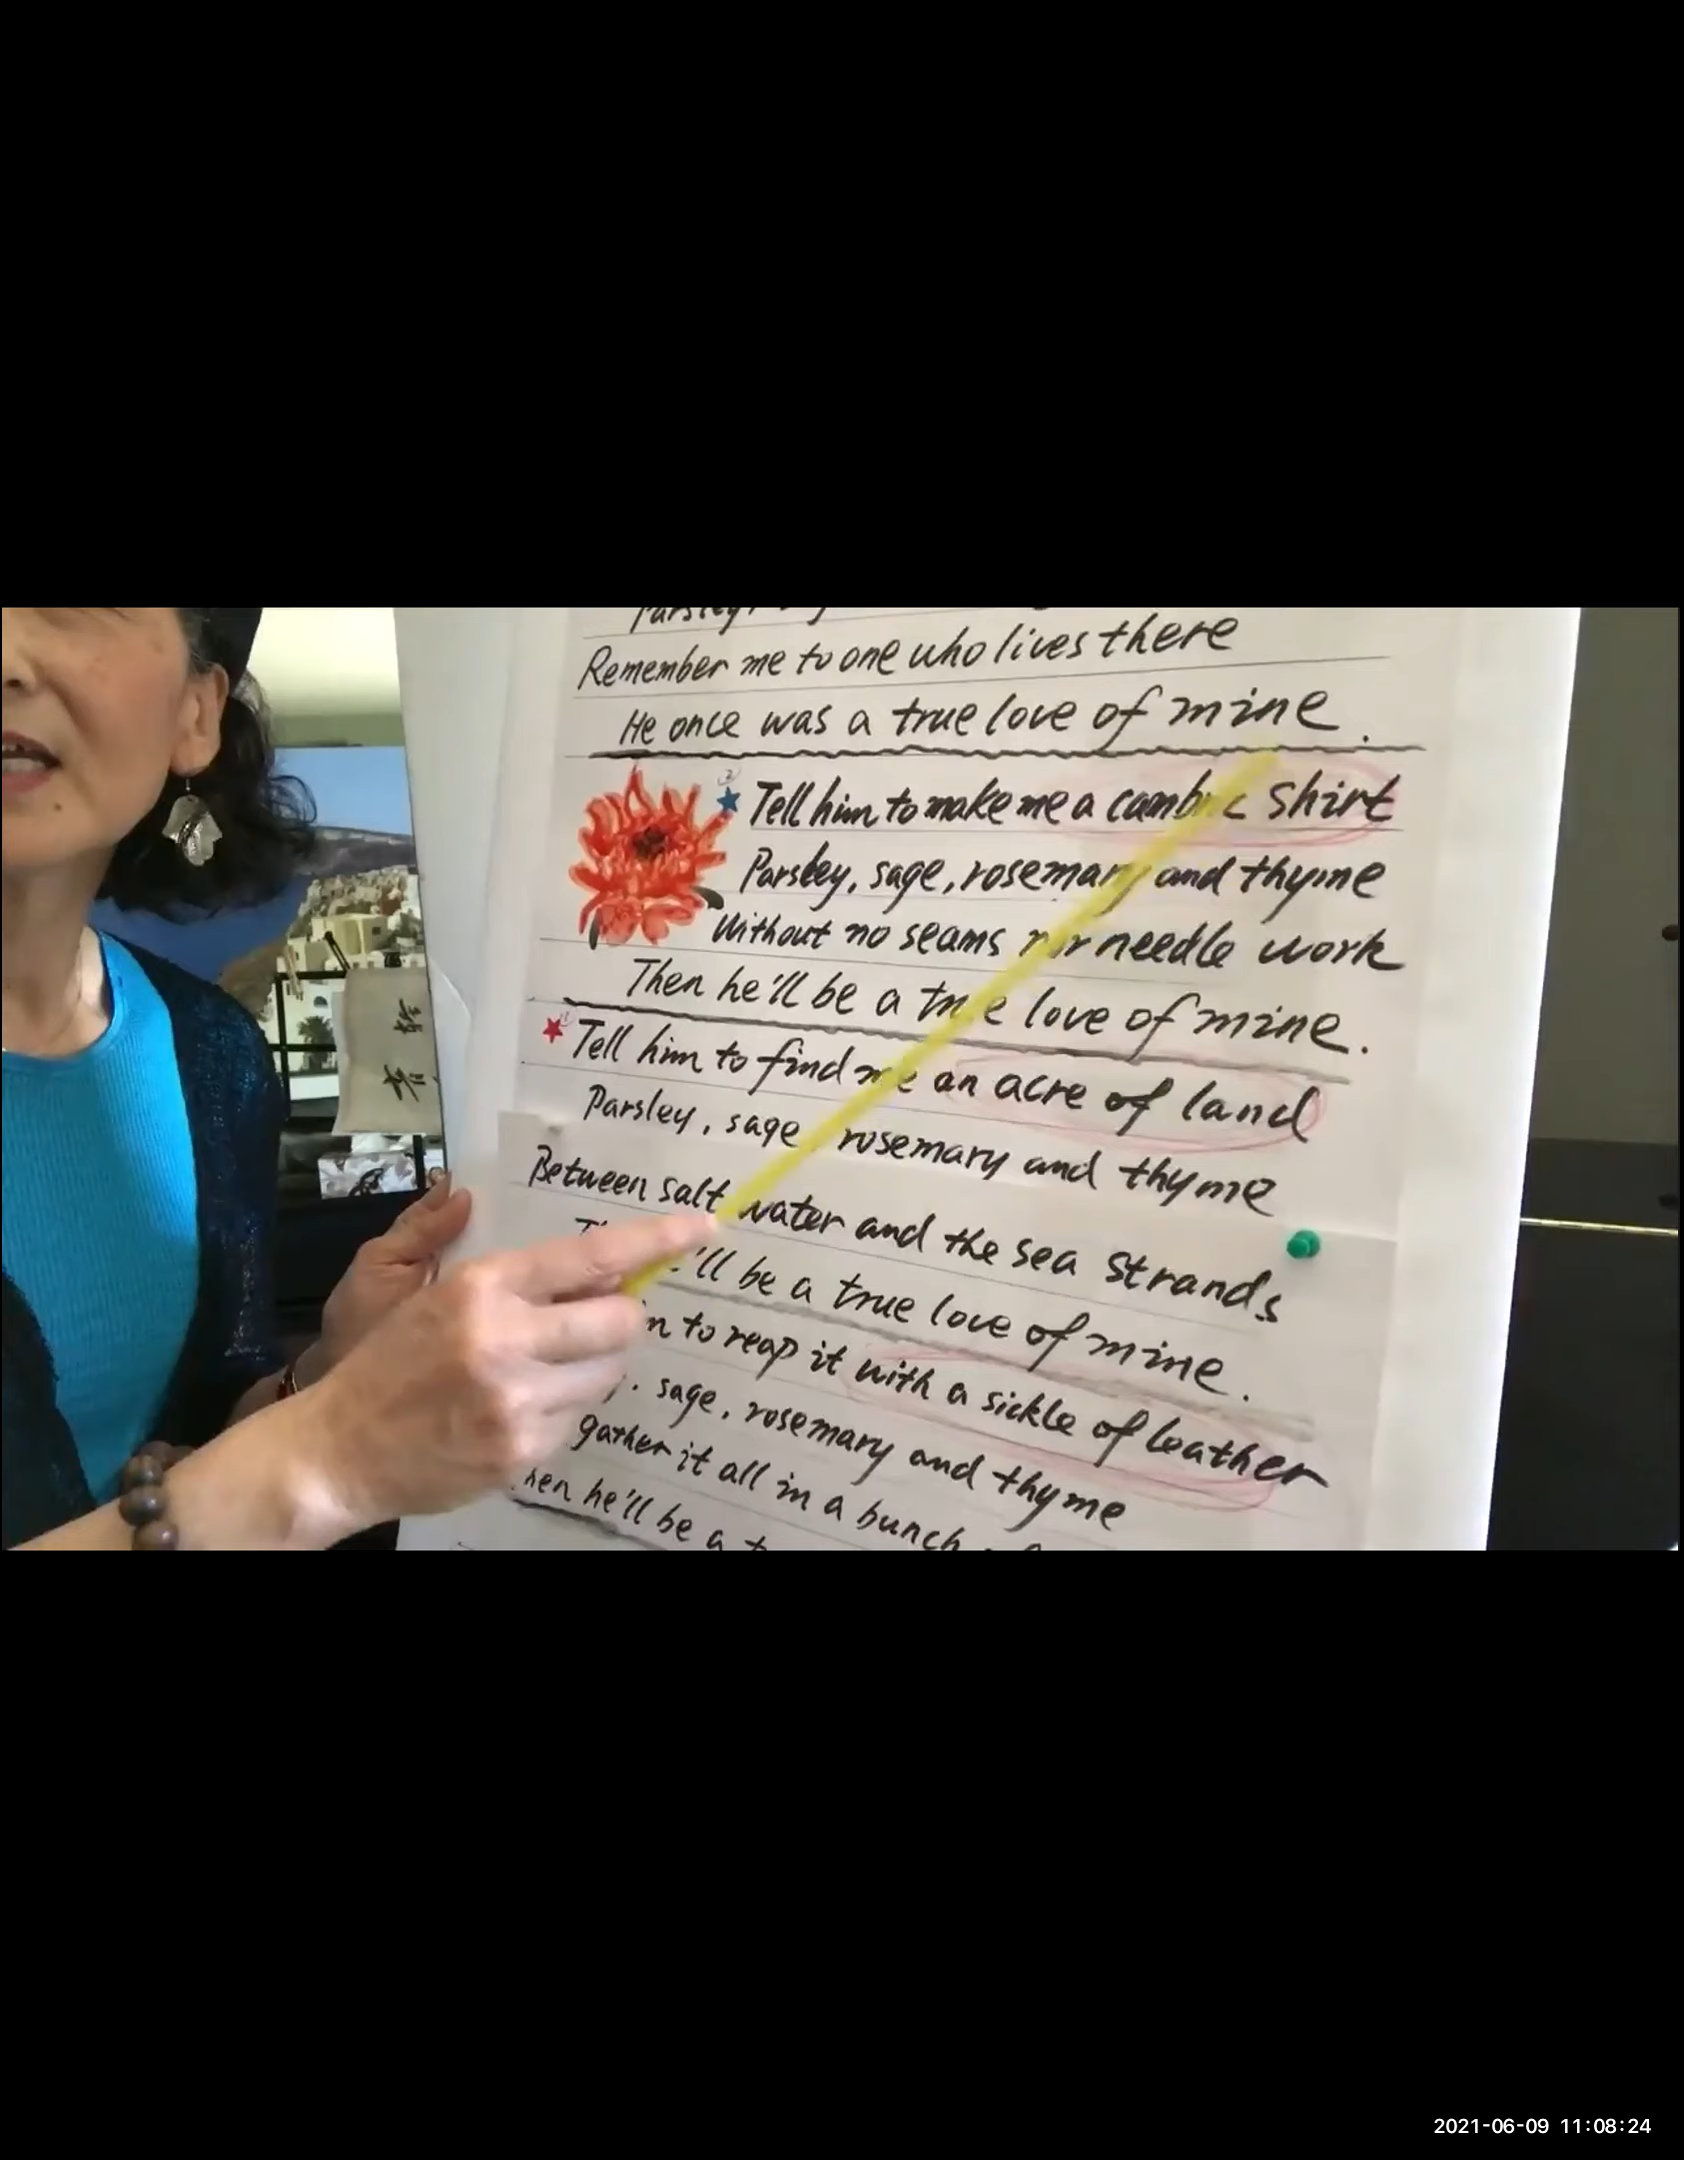 Remember me to one who lives there
He once was a true love of mine.
Tell him to make me a cambric shirt
Parsley, sage, rosemary and thyme
Without no seams nor needle work
Then he'll be a true love of mine.
Tell him to find me an acre of land
Parsley, sage rosemary and thyme
Between salt water and the sea strands
'll be a true love of mine.
to reap it with a sickle of leather
sage, rosemary and thyme
gather it all in a bunch
hen he'll be a
2021-06-09 11:08:24